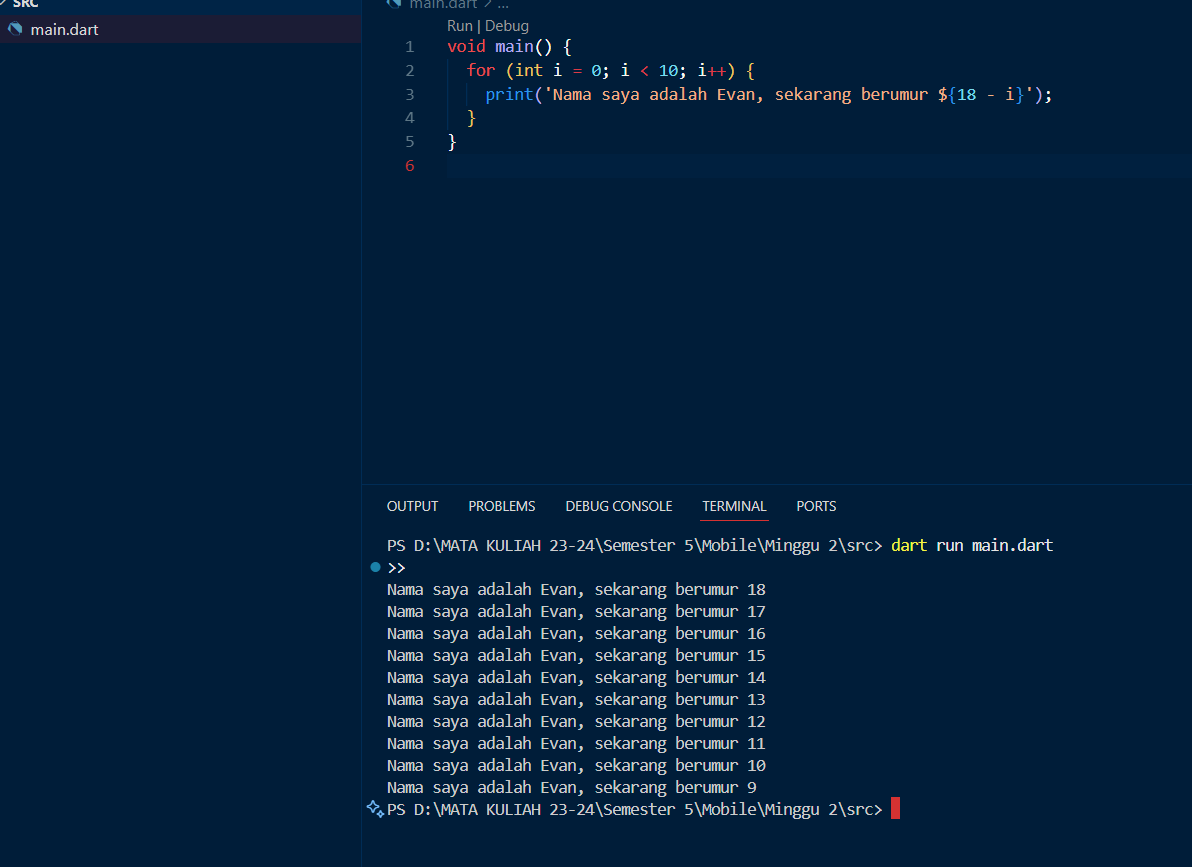 SRC
main.dart
main.dart > ...
Run | Debug
1 void main() {
2 for (int i = 0; i < 10; i++) {
3 print('Nama saya adalah Evan, sekarang berumur ${18 - i}');
4 }
5 }
6
OUTPUT PROBLEMS DEBUG CONSOLE TERMINAL PORTS
PS D:\MATA KULIAH 23-24\Semester 5\Mobile\Minggu 2\src> dart run main.dart
>>
Nama saya adalah Evan, sekarang berumur 18
Nama saya adalah Evan, sekarang berumur 17
Nama saya adalah Evan, sekarang berumur 16
Nama saya adalah Evan, sekarang berumur 15
Nama saya adalah Evan, sekarang berumur 14
Nama saya adalah Evan, sekarang berumur 13
Nama saya adalah Evan, sekarang berumur 12
Nama saya adalah Evan, sekarang berumur 11
Nama saya adalah Evan, sekarang berumur 10
Nama saya adalah Evan, sekarang berumur 9
PS D:\MATA KULIAH 23-24\Semester 5\Mobile\Minggu 2\src>